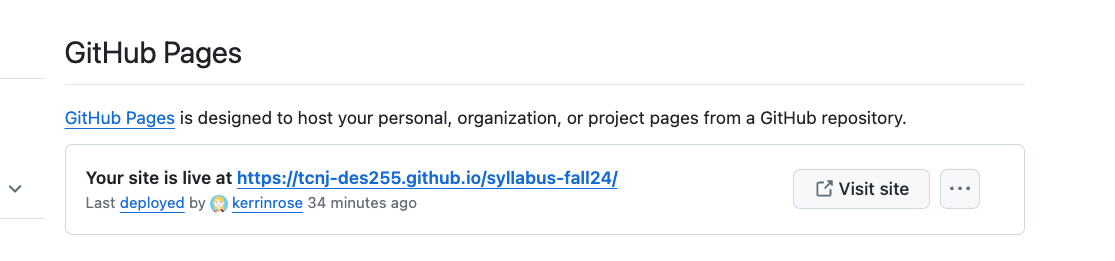 GitHub Pages
GitHub Pages is designed to host your personal, organization, or project pages from a GitHub repository.
Your site is live at https://tcnj-des255.github.io/syllabus-fall24/
Last deployed by kerrinrose 34 minutes ago
Visit site